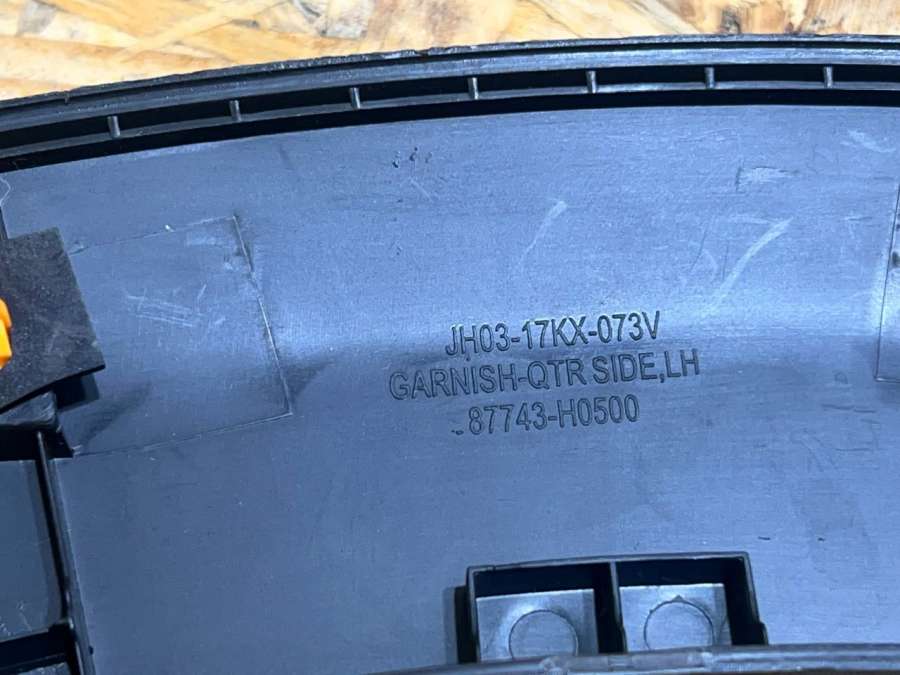 JH03-17KX-073V
GARNISH-QTR SIDE,LH
87743-H0500